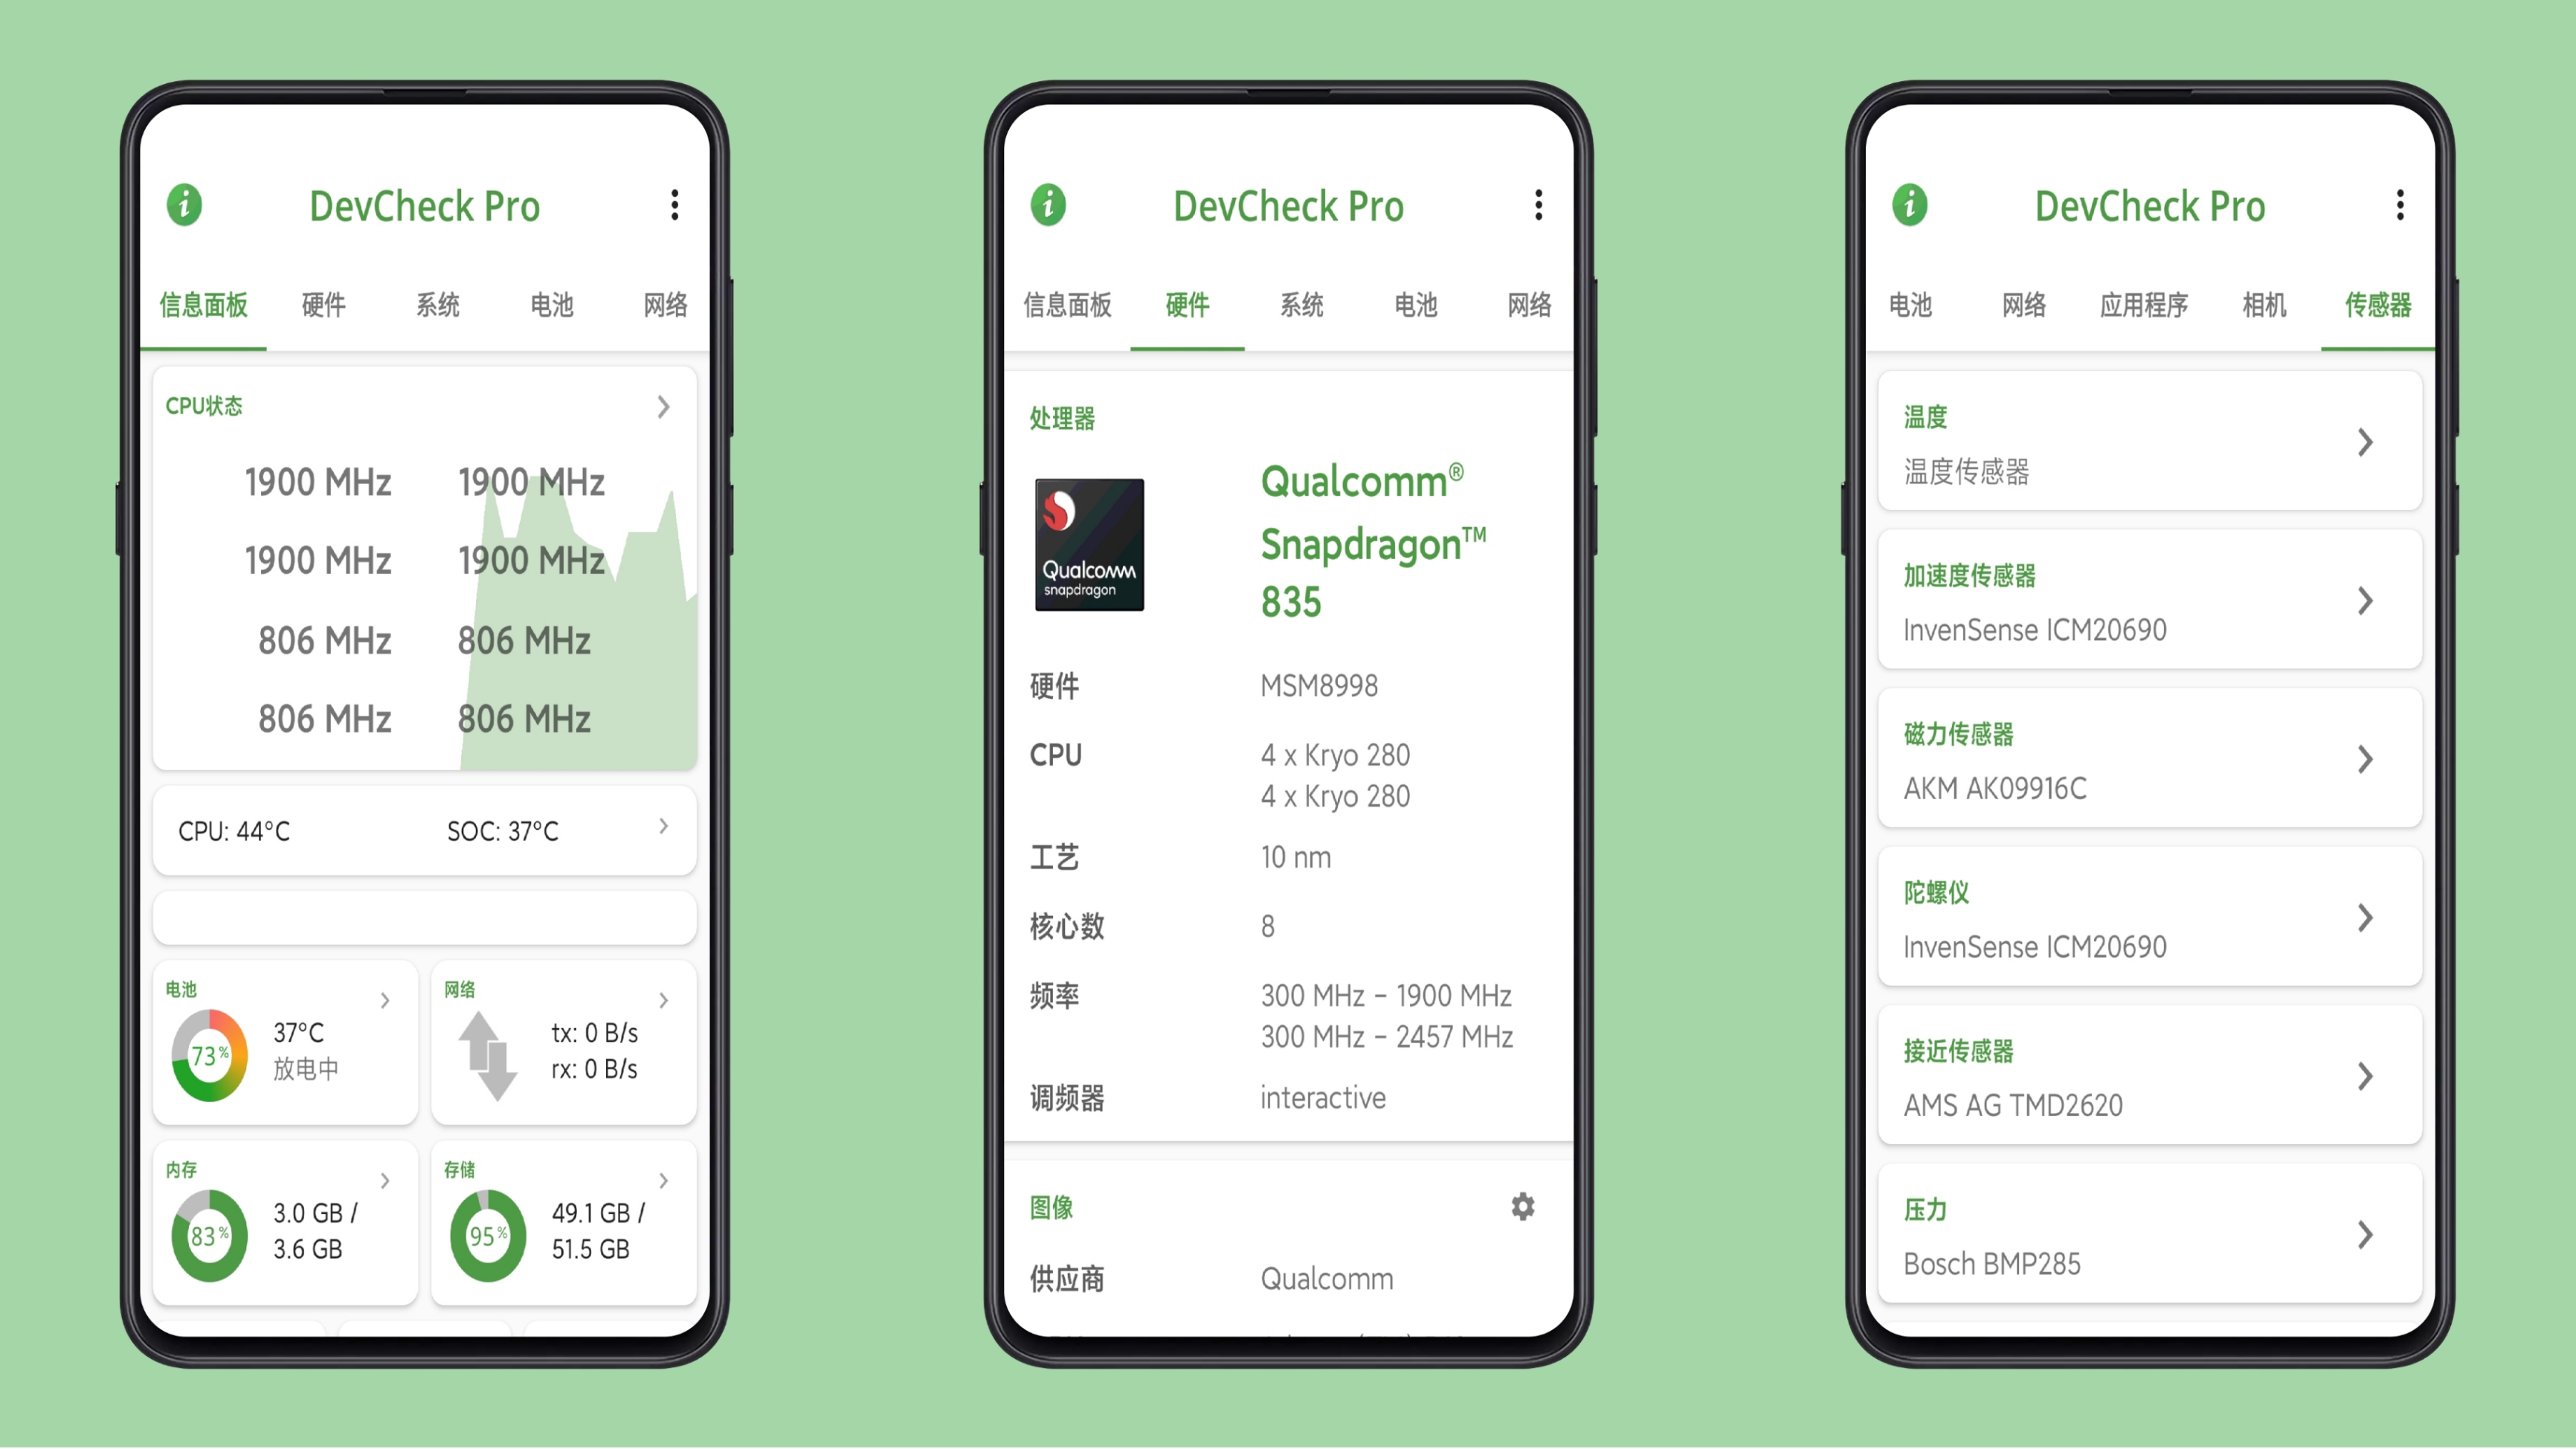 DevCheck Pro
信息面板 硬件 系统 电池 网络
CPU状态
1900 MHz 1900 MHz
1900 MHz 1900 MHz
806 MHz 806 MHz
806 MHz 806 MHz
CPU: 44°C SOC: 37°C
电池
73%
37°C
放电中
网络
tx: 0 B/s
rx: 0 B/s
内存
83%
3.0 GB /
3.6 GB
存储
95%
49.1 GB /
51.5 GB
DevCheck Pro
信息面板 硬件 系统 电池 网络
处理器
Qualcomm
snapdragon
Qualcomm®
Snapdragon™
835
硬件 MSM8998
CPU 4 x Kryo 280
4 x Kryo 280
工艺 10 nm
核心数 8
频率 300 MHz – 1900 MHz
300 MHz – 2457 MHz
调频器 interactive
图像
供应商 Qualcomm
DevCheck Pro
电池 网络 应用程序 相机 传感器
温度
温度传感器
加速度传感器
InvenSense ICM20690
磁力传感器
AKM AK09916C
陀螺仪
InvenSense ICM20690
接近传感器
AMS AG TMD2620
压力
Bosch BMP285